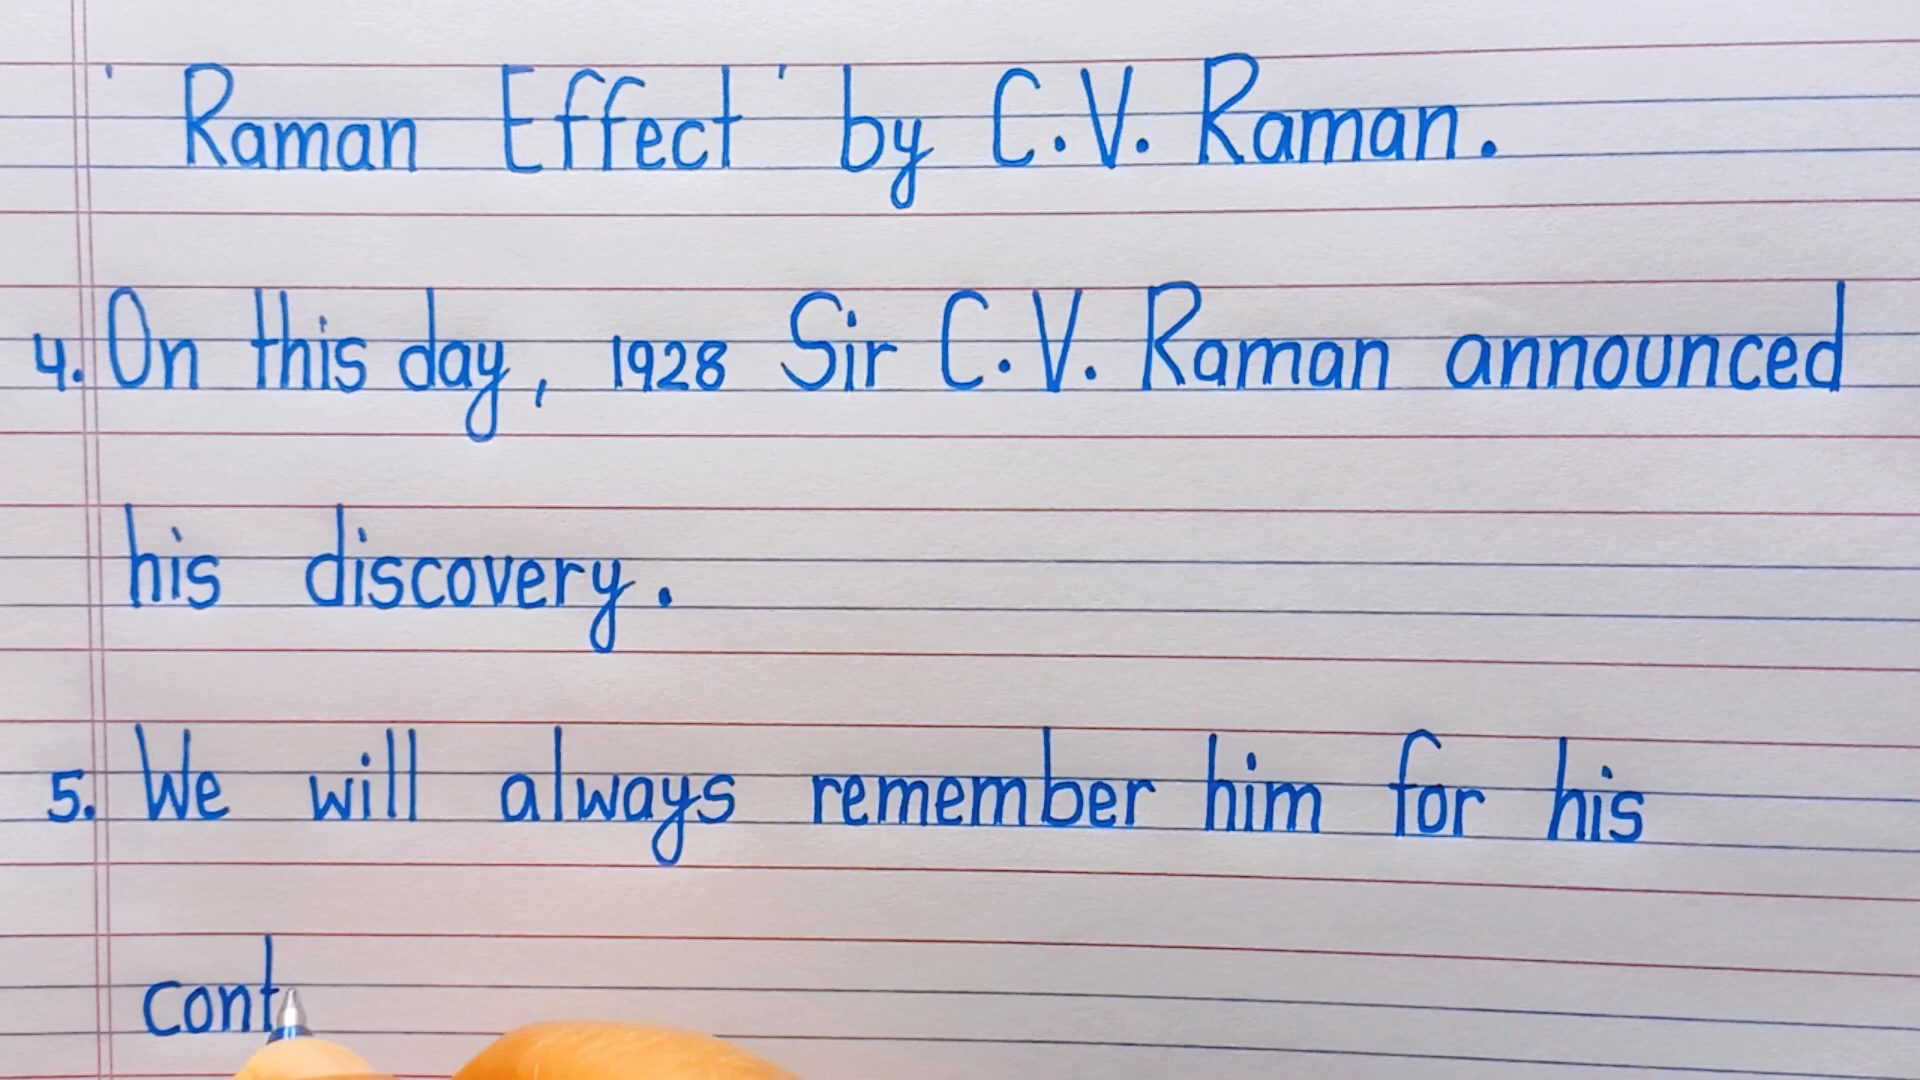 ' Raman Effect ' by C.V. Raman.
4. On this day, 1928 Sir C.V. Raman announced
his discovery.
5. We will always remember him for his
cont